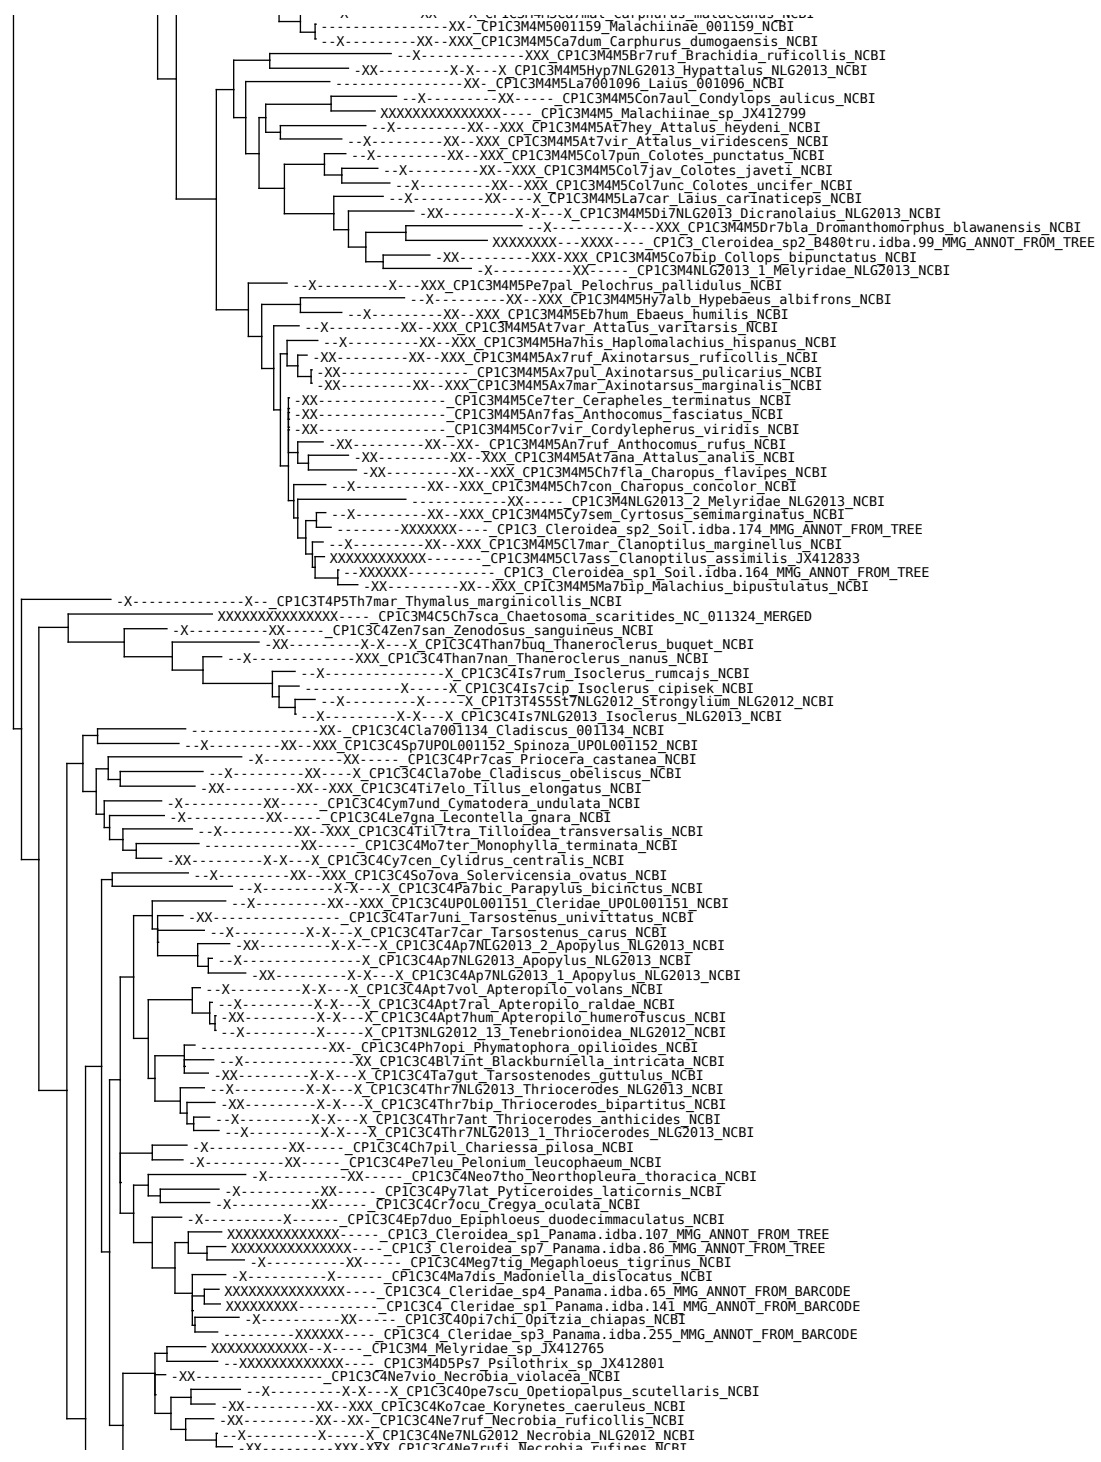 ----------------XX-_CP1C3M4M5001159_Malachiinae_001159_NCBI
--X---------XX--XXX_CP1C3M4M5Ca7dum_Carphurus_dumogaensis_NCBI
--X-------------XXX_CP1C3M4M5Br7ruf_Brachidia_ruficollis_NCBI
-XX---------X-X---X_CP1C3M4M5Hyp7NLG2013_Hypattalus_NLG2013_NCBI
----------------XX-_CP1C3M4M5La7001096_Laius_001096_NCBI
--X---------XX-----_CP1C3M4M5Con7aul_Condylops_aulicus_NCBI
XXXXXXXXXXXXXXX----_CP1C3M4M5_Malachiinae_sp_JX412799
--X---------XX--XXX_CP1C3M4M5At7hey_Attalus_heydeni_NCBI
--X---------XX--XXX_CP1C3M4M5At7vir_Attalus_viridescens_NCBI
--X---------XX--XXX_CP1C3M4M5Col7pun_Colotes_punctatus_NCBI
--X---------XX--XXX_CP1C3M4M5Col7jav_Colotes_javeti_NCBI
--X---------XX--XXX_CP1C3M4M5Col7unc_Colotes_uncifer_NCBI
--X---------XX----X_CP1C3M4M5La7car_Laius_carinaticeps_NCBI
-XX---------X-X---X_CP1C3M4M5Di7NLG2013_Dicranolaius_NLG2013_NCBI
--X---------X---XXX_CP1C3M4M5Dr7bla_Dromanthomorphus_blawanensis_NCBI
XXXXXXXX---XXXX----_CP1C3_Cleroidea_sp2_B480tru.idba.99_MMG_ANNOT_FROM_TREE
-XX---------XXX-XXX_CP1C3M4M5Co7bip_Collops_bipunctatus_NCBI
-X----------XX-----_CP1C3M4NLG2013_1_Melyridae_NLG2013_NCBI
--X---------X---XXX_CP1C3M4M5Pe7pal_Pelochrus_pallidulus_NCBI
--X---------XX--XXX_CP1C3M4M5Hy7alb_Hypebaeus_albifrons_NCBI
--X---------XX--XXX_CP1C3M4M5Eb7hum_Ebaeus_humilis_NCBI
--X---------XX--XXX_CP1C3M4M5At7var_Attalus_varitarsis_NCBI
--X---------XX--XXX_CP1C3M4M5Ha7his_Haplomalachius_hispanus_NCBI
-XX---------XX--XXX_CP1C3M4M5Ax7ruf_Axinotarsus_ruficollis_NCBI
-XX----------------_CP1C3M4M5Ax7pul_Axinotarsus_pulicarius_NCBI
-XX---------XX--XXX_CP1C3M4M5Ax7mar_Axinotarsus_marginalis_NCBI
-XX----------------_CP1C3M4M5Ce7ter_Cerapheles_terminatus_NCBI
-XX----------------_CP1C3M4M5An7fas_Anthocomus_fasciatus_NCBI
-XX----------------_CP1C3M4M5Cor7vir_Cordylepherus_viridis_NCBI
-XX---------XX--XX-_CP1C3M4M5An7ruf_Anthocomus_rufus_NCBI
-XX---------XX--XXX_CP1C3M4M5At7ana_Attalus_analis_NCBI
-XX---------XX--XXX_CP1C3M4M5Ch7fla_Charopus_flavipes_NCBI
--X---------XX--XXX_CP1C3M4M5Ch7con_Charopus_concolor_NCBI
------------XX-----_CP1C3M4NLG2013_2_Melyridae_NLG2013_NCBI
--X---------XX--XXX_CP1C3M4M5Cy7sem_Cyrtosus_semimarginatus_NCBI
--------XXXXXXX----_CP1C3_Cleroidea_sp2_Soil.idba.174_MMG_ANNOT_FROM_TREE
--X---------XX--XXX_CP1C3M4M5Cl7mar_Clanoptilus_marginellus_NCBI
XXXXXXXXXXXX-------_CP1C3M4M5Cl7ass_Clanoptilus_assimilis_JX412833
--XXXXXX-----------_CP1C3_Cleroidea_sp1_Soil.idba.164_MMG_ANNOT_FROM_TREE
-XX---------XX--XXX_CP1C3M4M5Ma7bip_Malachius_bipustulatus_NCBI
-X--------------X--_CP1C3T4P5Th7mar_Thymalus_marginicollis_NCBI
XXXXXXXXXXXXXXX----_CP1C3M4C5Ch7sca_Chaetosoma_scaritides_NC_011324_MERGED
-X----------XX-----_CP1C3C4Zen7san_Zenodosus_sanguineus_NCBI
-XX---------X-X---X_CP1C3C4Than7buq_Thaneroclerus_buquet_NCBI
--X-------------XXX_CP1C3C4Than7nan_Thaneroclerus_nanus_NCBI
--X---------------X_CP1C3C4Is7rum_Isoclerus_rumcajs_NCBI
------------X-----X_CP1C3C4Is7cip_Isoclerus_cipisek_NCBI
--X---------X-----X_CP1T3T4S5St7NLG2012_Strongylium_NLG2012_NCBI
--X---------X-X---X_CP1C3C4Is7NLG2013_Isoclerus_NLG2013_NCBI
----------------XX-_CP1C3C4Cla7001134_Cladiscus_001134_NCBI
--X---------XX--XXX_CP1C3C4Sp7UPOL001152_Spinoza_UPOL001152_NCBI
-X----------XX-----_CP1C3C4Pr7cas_Priocera_castanea_NCBI
--X---------XX----X_CP1C3C4Cla7obe_Cladiscus_obeliscus_NCBI
-XX---------XX--XXX_CP1C3C4Ti7elo_Tillus_elongatus_NCBI
-X----------XX-----_CP1C3C4Cym7und_Cymatodera_undulata_NCBI
-X----------XX-----_CP1C3C4Le7gna_Lecontella_gnara_NCBI
--X---------XX--XXX_CP1C3C4Til7tra_Tilloidea_transversalis_NCBI
------------XX-----_CP1C3C4Mo7ter_Monophylla_terminata_NCBI
-XX---------X-X---X_CP1C3C4Cy7cen_Cylidrus_centralis_NCBI
--X---------XX--XXX_CP1C3C4So7ova_Solervicensia_ovatus_NCBI
--X---------X-X---X_CP1C3C4Pa7bic_Parapylus_bicinctus_NCBI
--X---------XX--XXX_CP1C3C4UPOL001151_Cleridae_UPOL001151_NCBI
-XX----------------_CP1C3C4Tar7uni_Tarsostenus_univittatus_NCBI
--X---------X-X---X_CP1C3C4Tar7car_Tarsostenus_carus_NCBI
-XX---------X-X---X_CP1C3C4Ap7NLG2013_2_Apopylus_NLG2013_NCBI
--X---------------X_CP1C3C4Ap7NLG2013_Apopylus_NLG2013_NCBI
-XX---------X-X---X_CP1C3C4Ap7NLG2013_1_Apopylus_NLG2013_NCBI
--X---------X-X---X_CP1C3C4Apt7vol_Apteropilo_volans_NCBI
--X---------X-X---X_CP1C3C4Apt7ral_Apteropilo_raldae_NCBI
-XX---------X-X---X_CP1C3C4Apt7hum_Apteropilo_humerofuscus_NCBI
--X---------X-----X_CP1T3NLG2012_13_Tenebrionoidea_NLG2012_NCBI
----------------XX-_CP1C3C4Ph7opi_Phymatophora_opilioides_NCBI
--X--------------XX_CP1C3C4Bl7int_Blackburniella_intricata_NCBI
-XX---------X-X---X_CP1C3C4Ta7gut_Tarsostenodes_guttulus_NCBI
--X---------X-X---X_CP1C3C4Thr7NLG2013_Thriocerodes_NLG2013_NCBI
-XX---------X-X---X_CP1C3C4Thr7bip_Thriocerodes_bipartitus_NCBI
--X---------X-X---X_CP1C3C4Thr7ant_Thriocerodes_anthicides_NCBI
--X---------X-X---X_CP1C3C4Thr7NLG2013_1_Thriocerodes_NLG2013_NCBI
-X----------XX-----_CP1C3C4Ch7pil_Chariessa_pilosa_NCBI
-X----------XX-----_CP1C3C4Pe7leu_Pelonium_leucophaeum_NCBI
-X----------XX-----_CP1C3C4Neo7tho_Neorthopleura_thoracica_NCBI
-X----------XX-----_CP1C3C4Py7lat_Pyticeroides_laticornis_NCBI
-X----------XX-----_CP1C3C4Cr7ocu_Cregya_oculata_NCBI
-X----------X------_CP1C3C4Ep7duo_Epiphloeus_duodecimmaculatus_NCBI
XXXXXXXXXXXXXX-----_CP1C3_Cleroidea_sp1_Panama.idba.107_MMG_ANNOT_FROM_TREE
XXXXXXXXXXXXXXX----_CP1C3_Cleroidea_sp7_Panama.idba.86_MMG_ANNOT_FROM_TREE
-X----------XX-----_CP1C3C4Meg7tig_Megaphloeus_tigrinus_NCBI
-X----------X------_CP1C3C4Ma7dis_Madoniella_dislocatus_NCBI
XXXXXXXXXXXXXXX----_CP1C3C4_Cleridae_sp4_Panama.idba.65_MMG_ANNOT_FROM_BARCODE
XXXXXXXXX----------_CP1C3C4_Cleridae_sp1_Panama.idba.141_MMG_ANNOT_FROM_BARCODE
-X----------XX-----_CP1C3C4Opi7chi_Opitzia_chiapas_NCBI
---------XXXXXX----_CP1C3C4_Cleridae_sp3_Panama.idba.255_MMG_ANNOT_FROM_BARCODE
XXXXXXXXXXXX--X----_CP1C3M4_Melyridae_sp_JX412765
--XXXXXXXXXXXXX----_CP1C3M4D5Ps7_Psilothrix_sp_JX412801
-XX----------------_CP1C3C4Ne7vio_Necrobia_violacea_NCBI
--X---------X-X---X_CP1C3C4Ope7scu_Opetiopalpus_scutellaris_NCBI
-XX---------XX--XXX_CP1C3C4Ko7cae_Korynetes_caeruleus_NCBI
-XX---------XX--XX-_CP1C3C4Ne7ruf_Necrobia_ruficollis_NCBI
--X---------X-----X_CP1C3C4Ne7NLG2012_Necrobia_NLG2012_NCBI
-XX---------XXX-XXX_CP1C3C4Ne7rufi_Necrobia_rufipes_NCBI